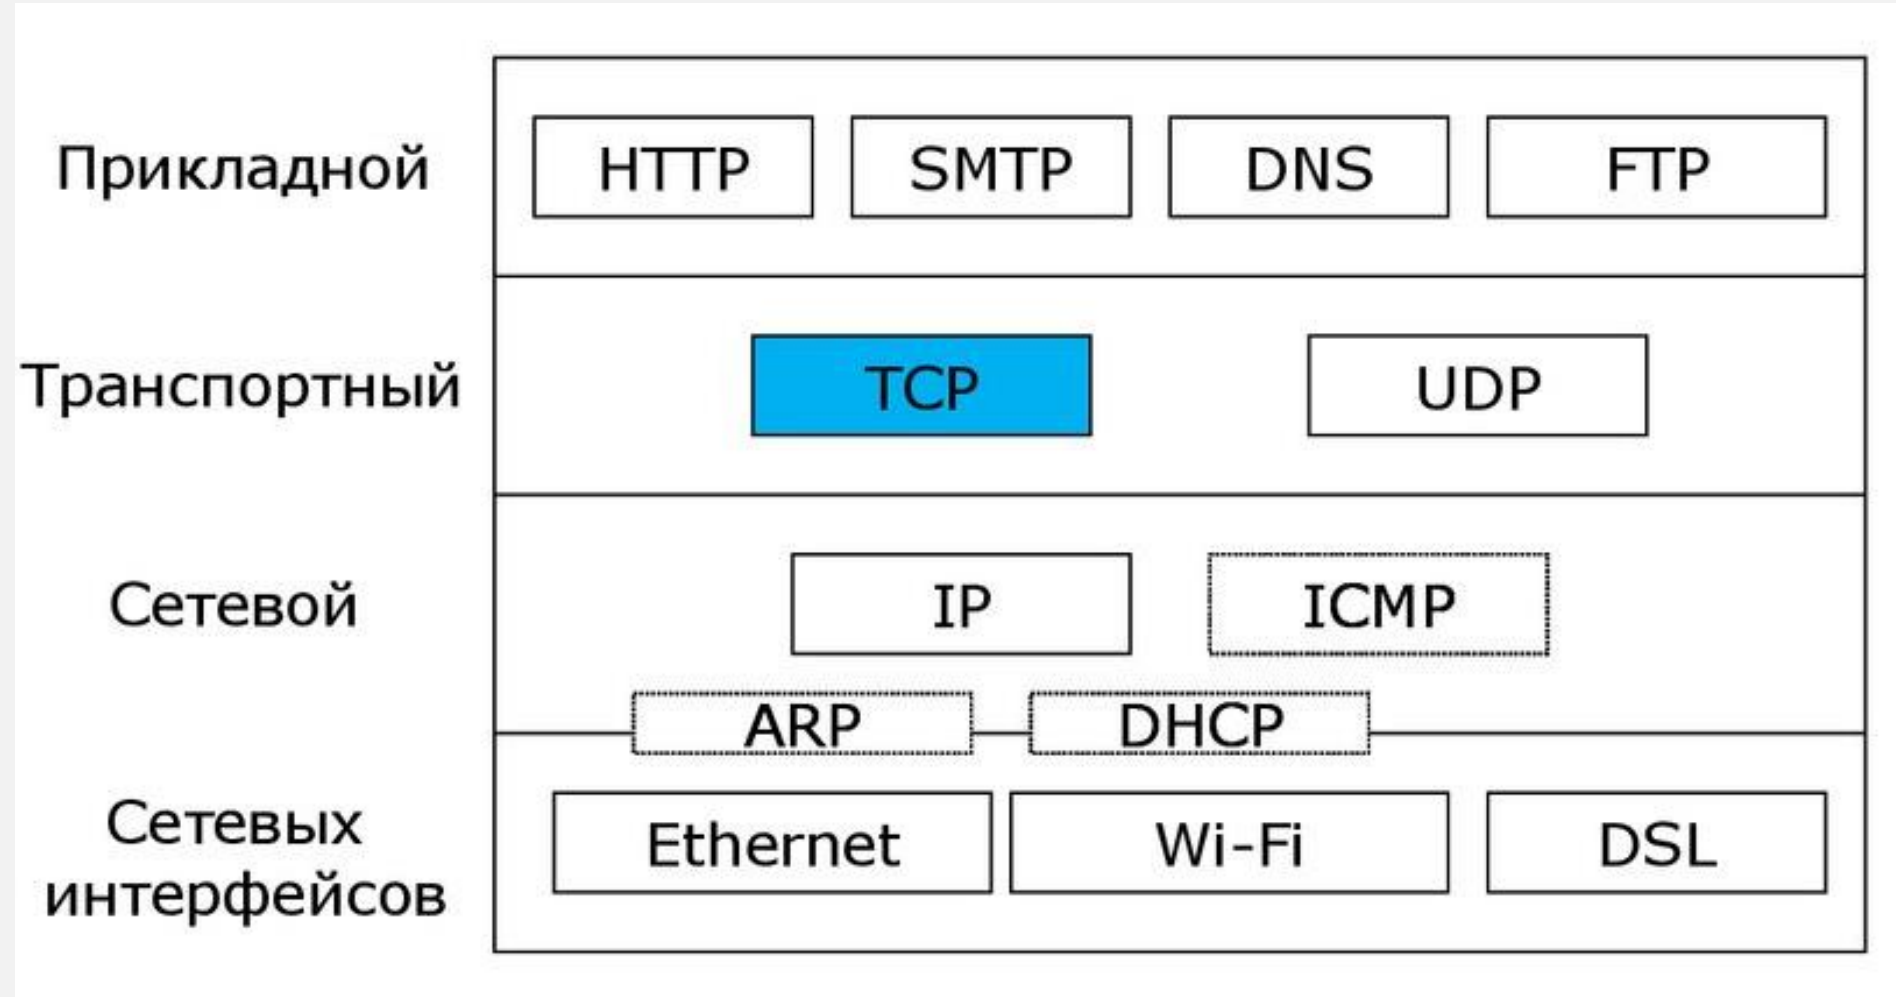 Прикладной
HTTP
SMTP
DNS
FTP
Транспортный
TCP
UDP
Сетевой
IP
ICMP
ARP
DHCP
Сетевых
интерфейсов
Ethernet
Wi-Fi
DSL